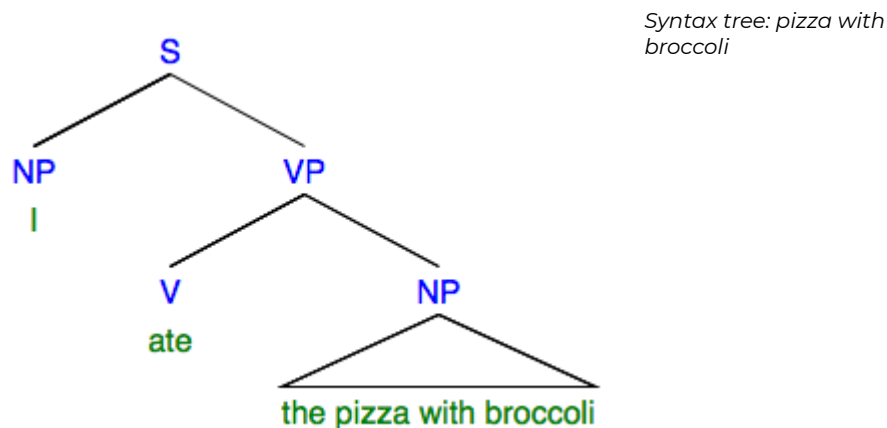 Syntax tree: pizza with
broccoli
S
NP VP
I
V NP
ate
the pizza with broccoli